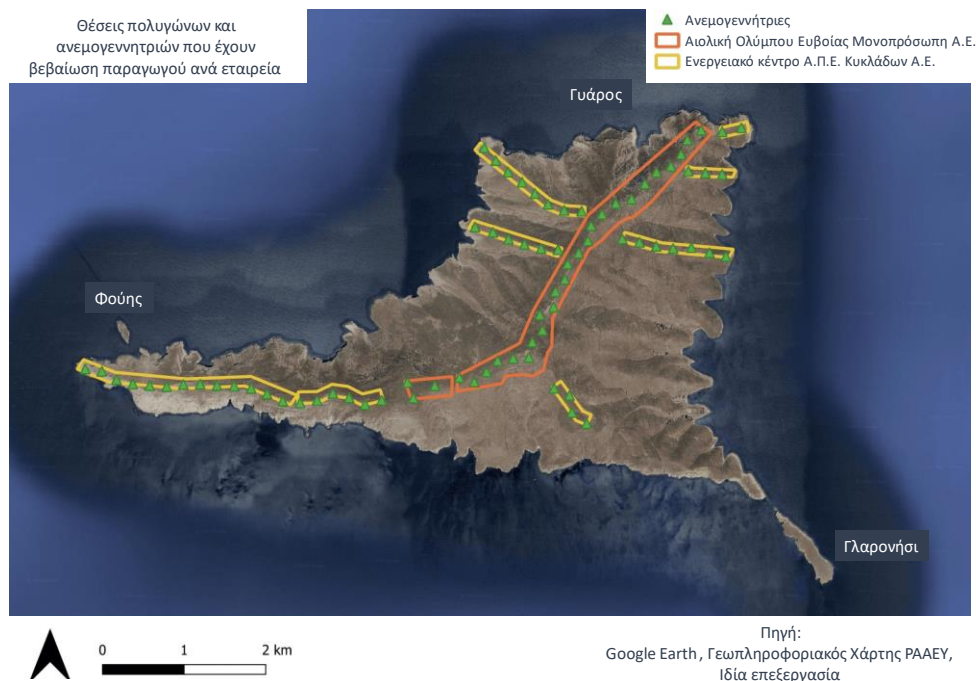 Θέσεις πολυγώνων και
ανεμογεννητριών που έχουν
βεβαίωση παραγωγού ανά εταιρεία
Ανεμογεννήτριες
Αιολική Ολύμπου Ευβοίας Μονοπρόσωπη Α.Ε.
Ενεργειακό κέντρο Α.Π.Ε. Κυκλάδων Α.Ε.
Γυάρος
Φούης
Γλαρονήσι
0 1 2 km
Πηγή:
Google Earth , Γεωπληροφοριακός Χάρτης ΡΑΑΕΥ,
Ιδία επεξεργασία